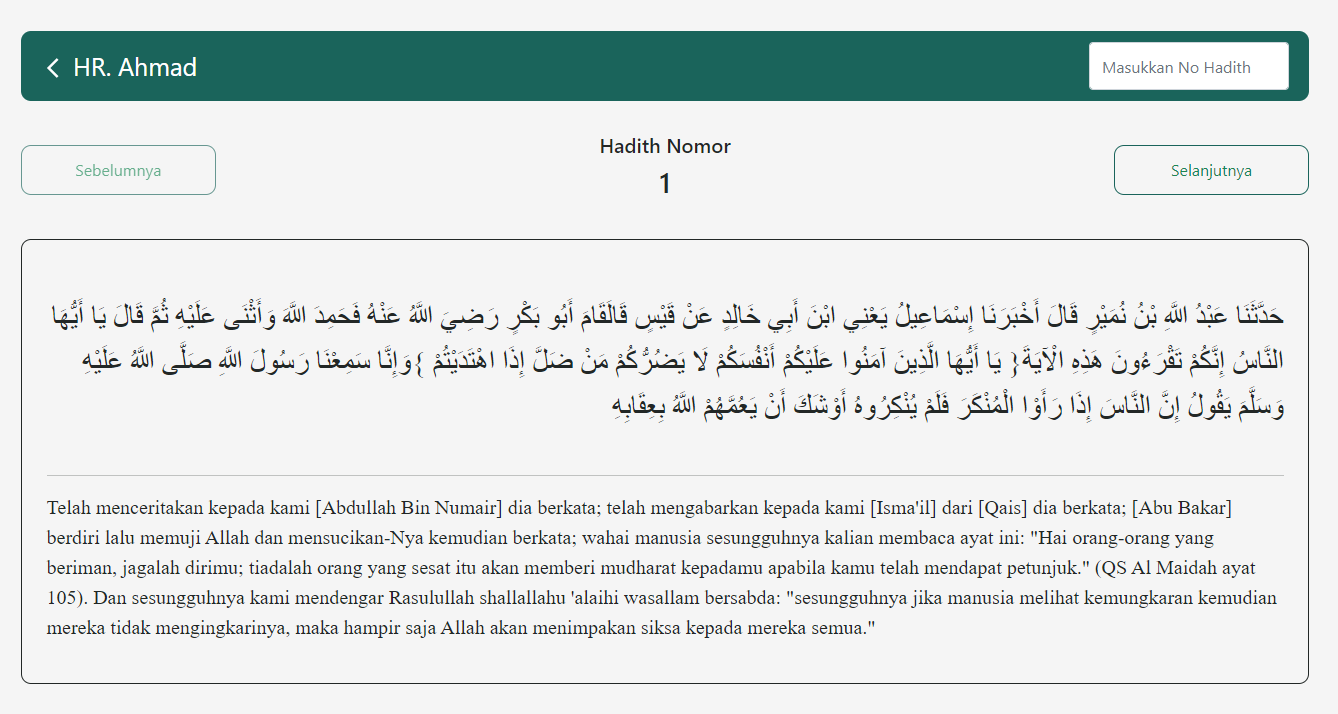 HR. Ahmad
Masukkan No Hadith
Sebelumnya
Hadith Nomor
1
Selanjutnya
حَدَّثَنَا عَبْدُ اللَّهِ بْنُ نُمَيْرٍ قَالَ أَخْبَرَنَا إِسْمَاعِيلُ يَعْنِي ابْنَ أَبِي خَالِدٍ عَنْ قَيْسٍ قَالَقَامَ أَبُو بَكْرٍ رَضِيَ اللَّهُ عَنْهُ فَحَمِدَ اللَّهَ وَأَثْنَى عَلَيْهِ ثُمَّ قَالَ يَا أَيُّهَا
النَّاسُ إِنَّكُمْ تَقْرَءُونَ هَذِهِ الْآيَةَ{ يَا أَيُّهَا الَّذِينَ آمَنُوا عَلَيْكُمْ أَنْفُسَكُمْ لَا يَضُرُّكُمْ مَنْ ضَلَّ إِذَا اهْتَدَيْتُمْ }وَإِنَّا سَمِعْنَا رَسُولَ اللَّهِ صَلَّى اللَّهُ عَلَيْهِ
وَسَلَّمَ يَقُولُ إِنَّ النَّاسَ إِذَا رَأَوْا الْمُنْكَرَ فَلَمْ يُنْكِرُوهُ أَوْشَكَ أَنْ يَعُمَّهُمْ اللَّهُ بِعِقَابِهِ
Telah menceritakan kepada kami [Abdullah Bin Numair] dia berkata; telah mengabarkan kepada kami [Isma'il] dari [Qais] dia berkata; [Abu Bakar]
berdiri lalu memuji Allah dan mensucikan-Nya kemudian berkata; wahai manusia sesungguhnya kalian membaca ayat ini: "Hai orang-orang yang
beriman, jagalah dirimu; tiadalah orang yang sesat itu akan memberi mudharat kepadamu apabila kamu telah mendapat petunjuk." (QS Al Maidah ayat
105). Dan sesungguhnya kami mendengar Rasulullah shallallahu 'alaihi wasallam bersabda: "sesungguhnya jika manusia melihat kemungkaran kemudian
mereka tidak mengingkarinya, maka hampir saja Allah akan menimpakan siksa kepada mereka semua."